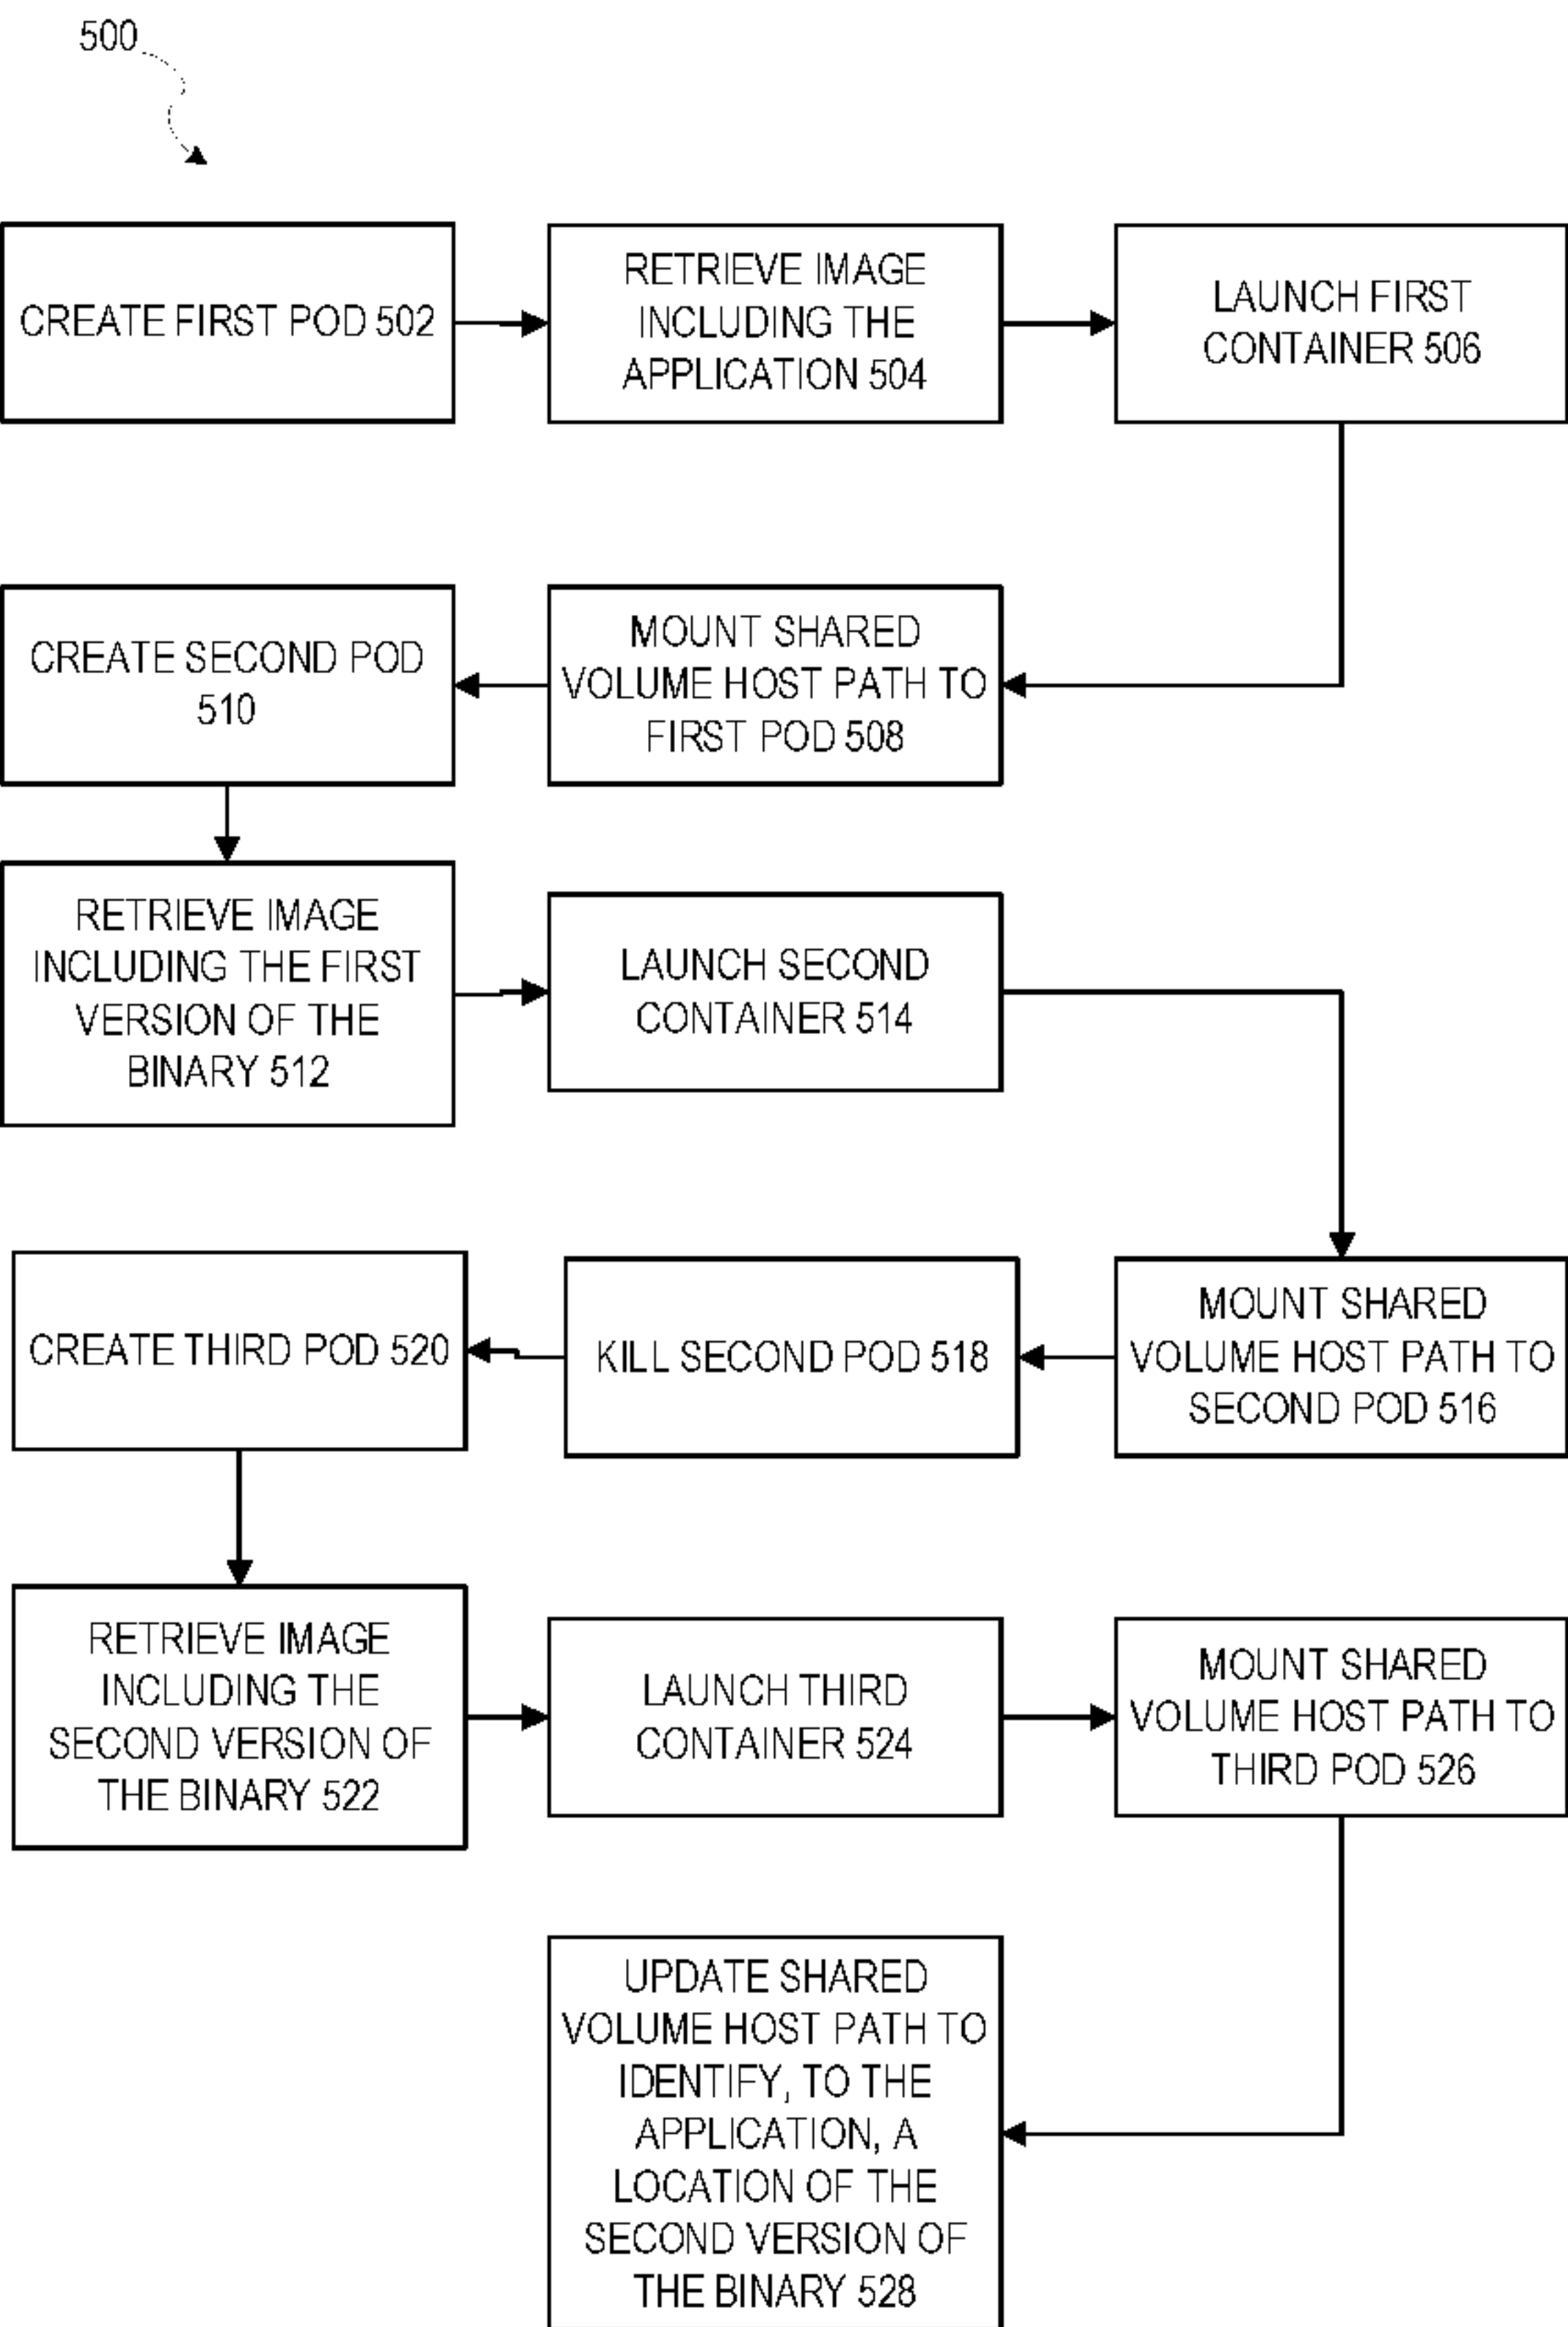 500
CREATE FIRST POD 502
RETRIEVE IMAGE
INCLUDING THE
APPLICATION 504
LAUNCH FIRST
CONTAINER 506
MOUNT SHARED
VOLUME HOST PATH TO
FIRST POD 508
CREATE SECOND POD
510
RETRIEVE IMAGE
INCLUDING THE FIRST
VERSION OF THE
BINARY 512
LAUNCH SECOND
CONTAINER 514
MOUNT SHARED
VOLUME HOST PATH TO
SECOND POD 516
KILL SECOND POD 518
CREATE THIRD POD 520
RETRIEVE IMAGE
INCLUDING THE
SECOND VERSION OF
THE BINARY 522
LAUNCH THIRD
CONTAINER 524
MOUNT SHARED
VOLUME HOST PATH TO
THIRD POD 526
UPDATE SHARED
VOLUME HOST PATH TO
IDENTIFY, TO THE
APPLICATION, A
LOCATION OF THE
SECOND VERSION OF
THE BINARY 528